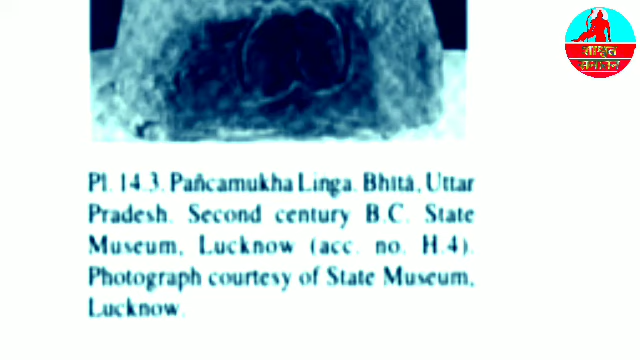 Pl. 14.3. Pañcamukha Linga. Bhītā, Uttar
Pradesh. Second century B.C. State
Museum, Lucknow (acc. no. H.4).
Photograph courtesy of State Museum,
Lucknow.